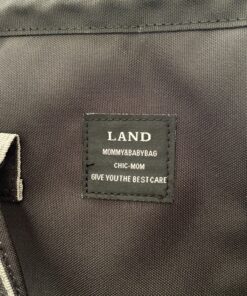 LAND
MOMMY&BABYBAG
CHIC-MOM
GIVE YOU THE BEST CARE